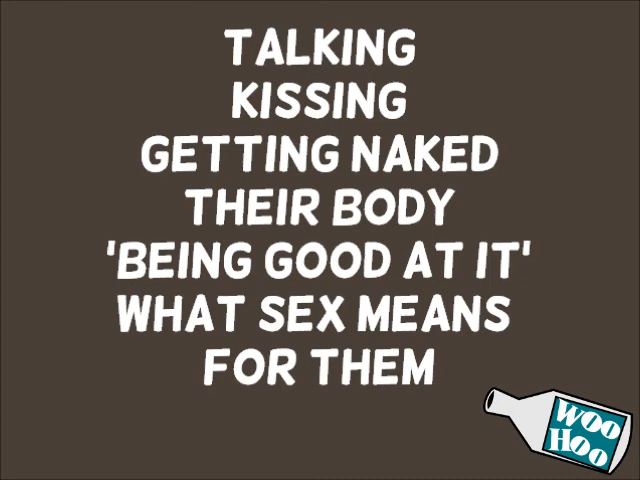 TALKING
KISSING
GETTING NAKED
THEIR BODY
'BEING GOOD AT IT'
WHAT SEX MEANS
FOR THEM
WOO
HOO